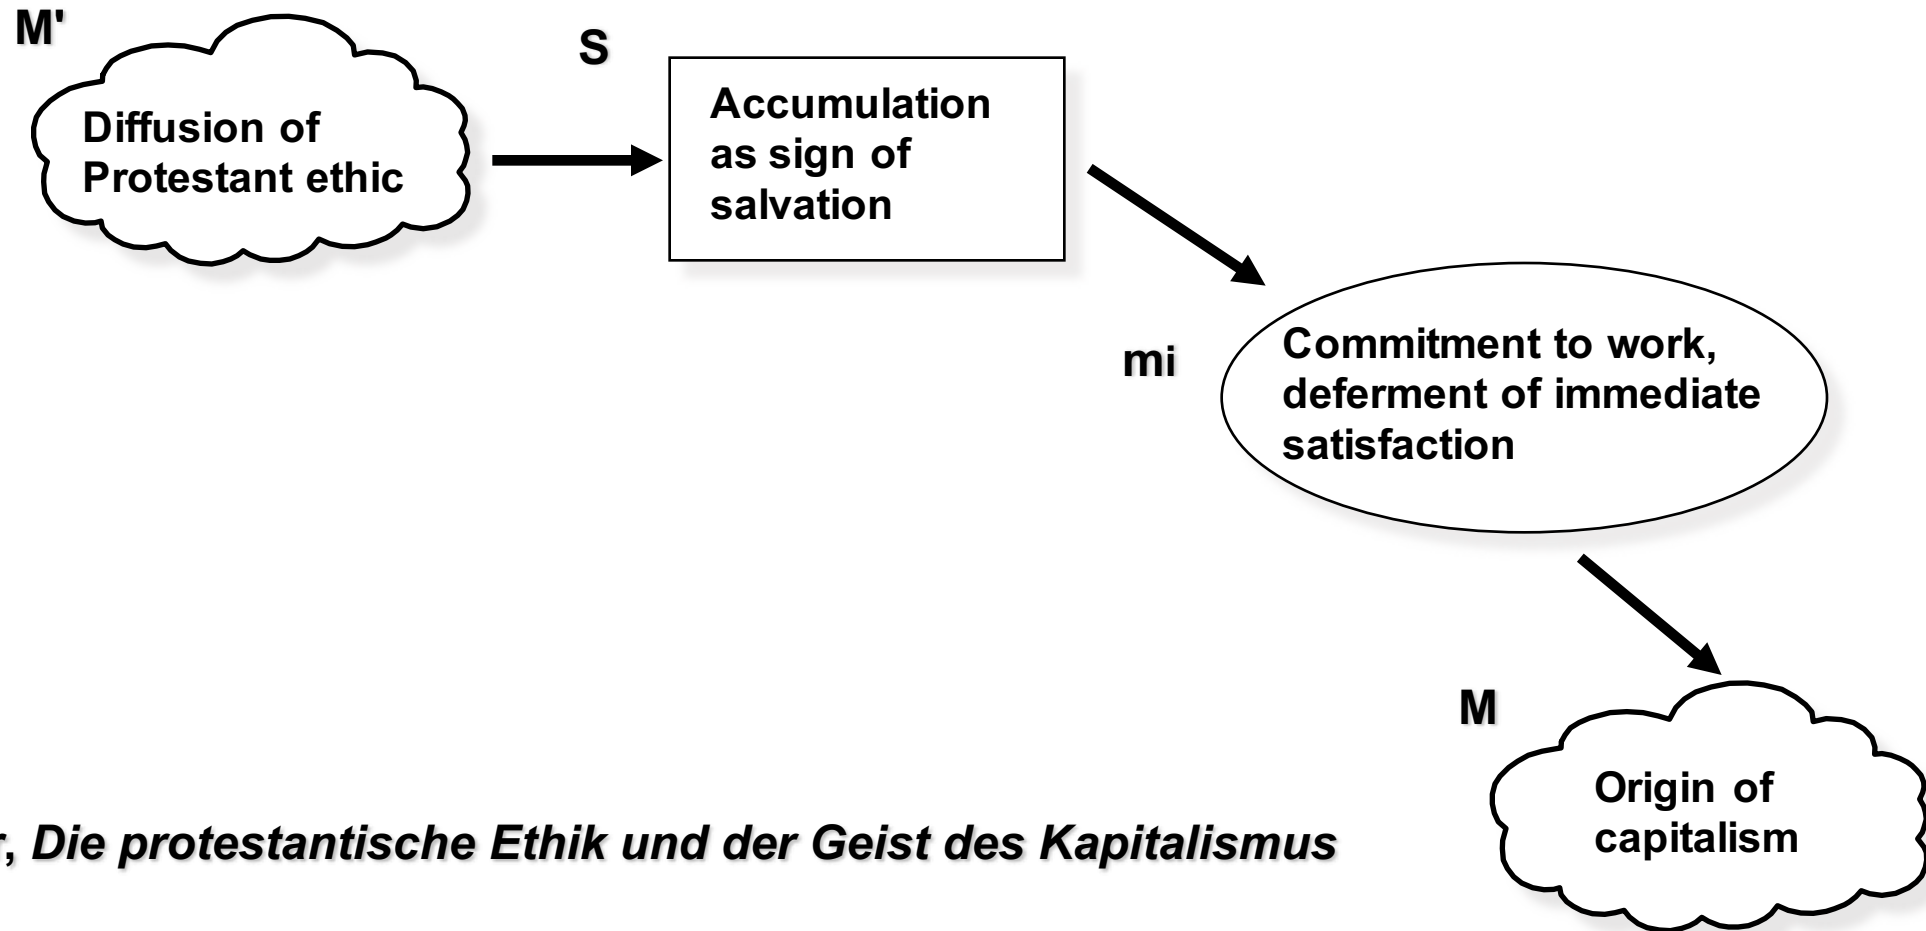 M'
S
Diffusion of
Protestant ethic
Accumulation
as sign of
salvation
mi
Commitment to work,
deferment of immediate
satisfaction
M
Origin of
capitalism
, Die protestantische Ethik und der Geist des Kapitalismus